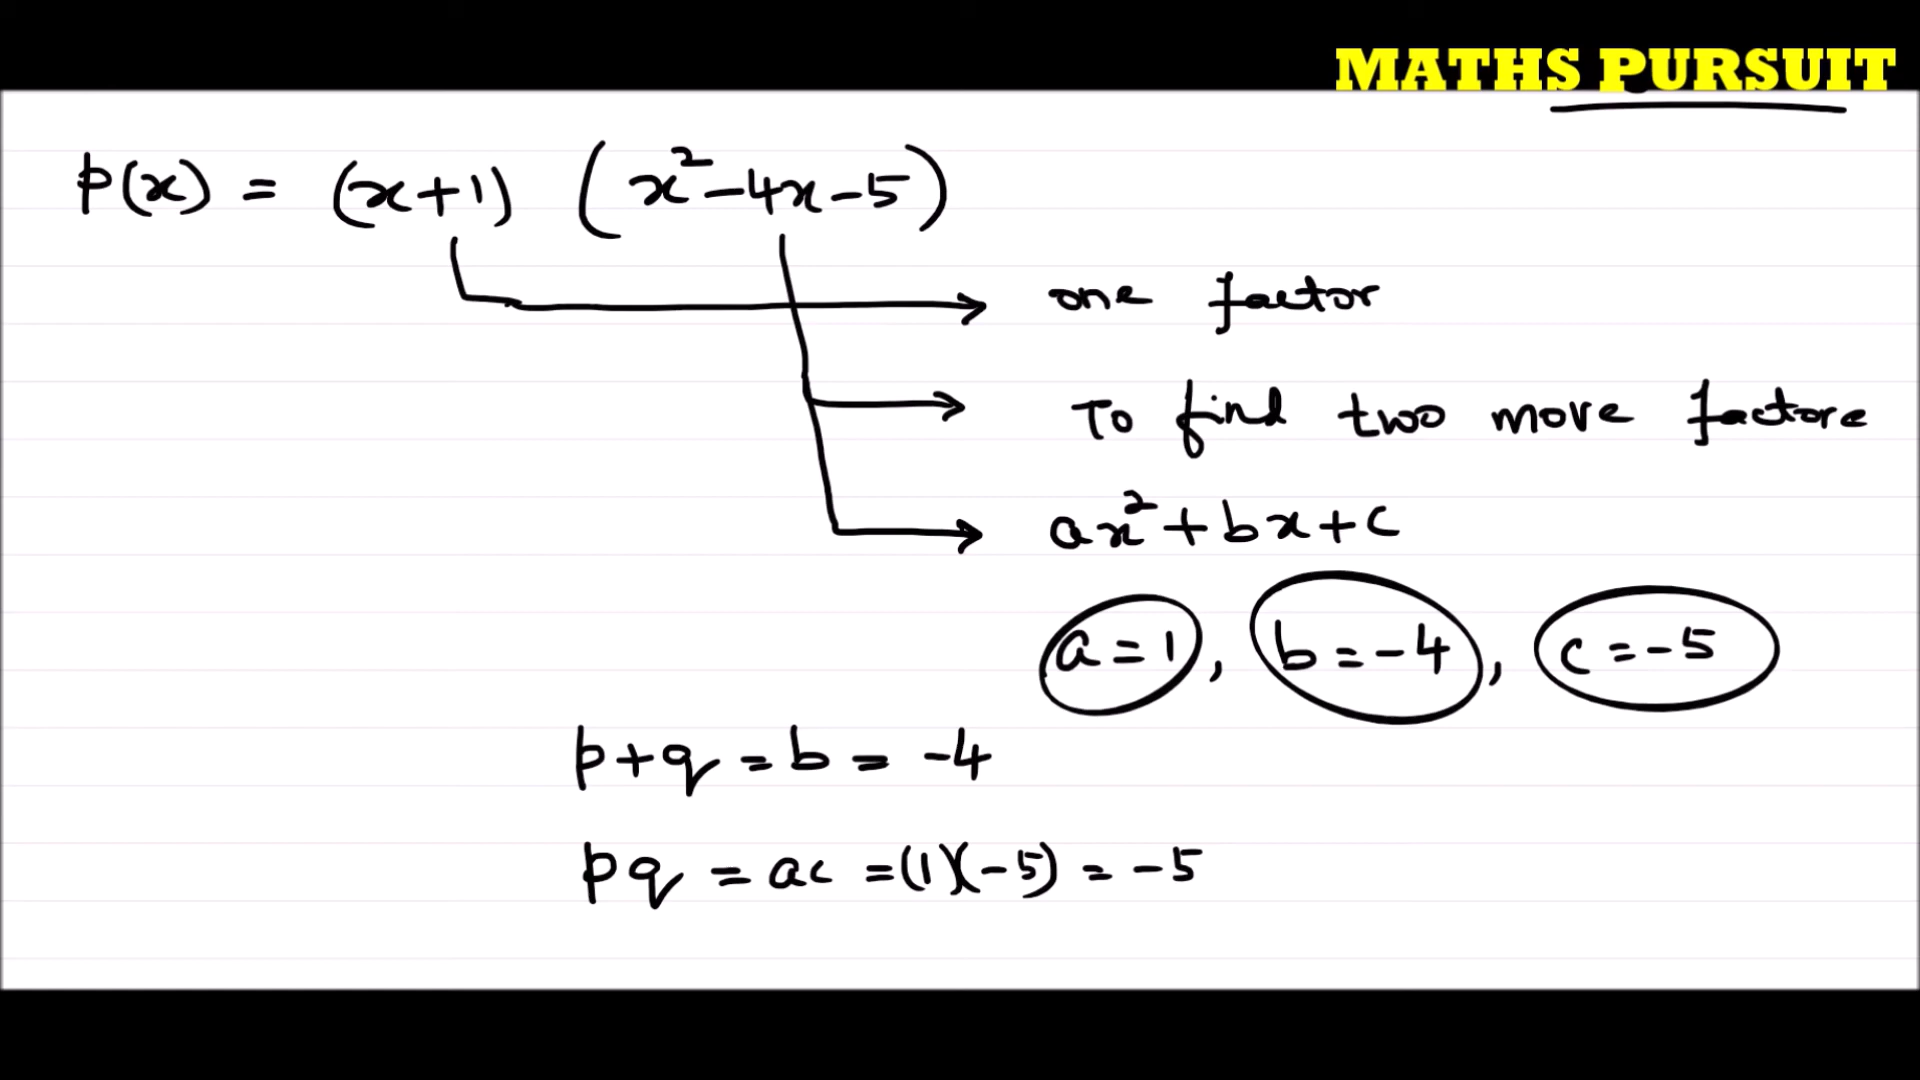 MATHS PURSUIT
p(x) = (x+1) (x²-4x-5)
one factor
To find two more factors
ax²+bx+c
a=1, b=-4, c=-5
p+q = b = -4
pq = ac = (1)(-5) = -5